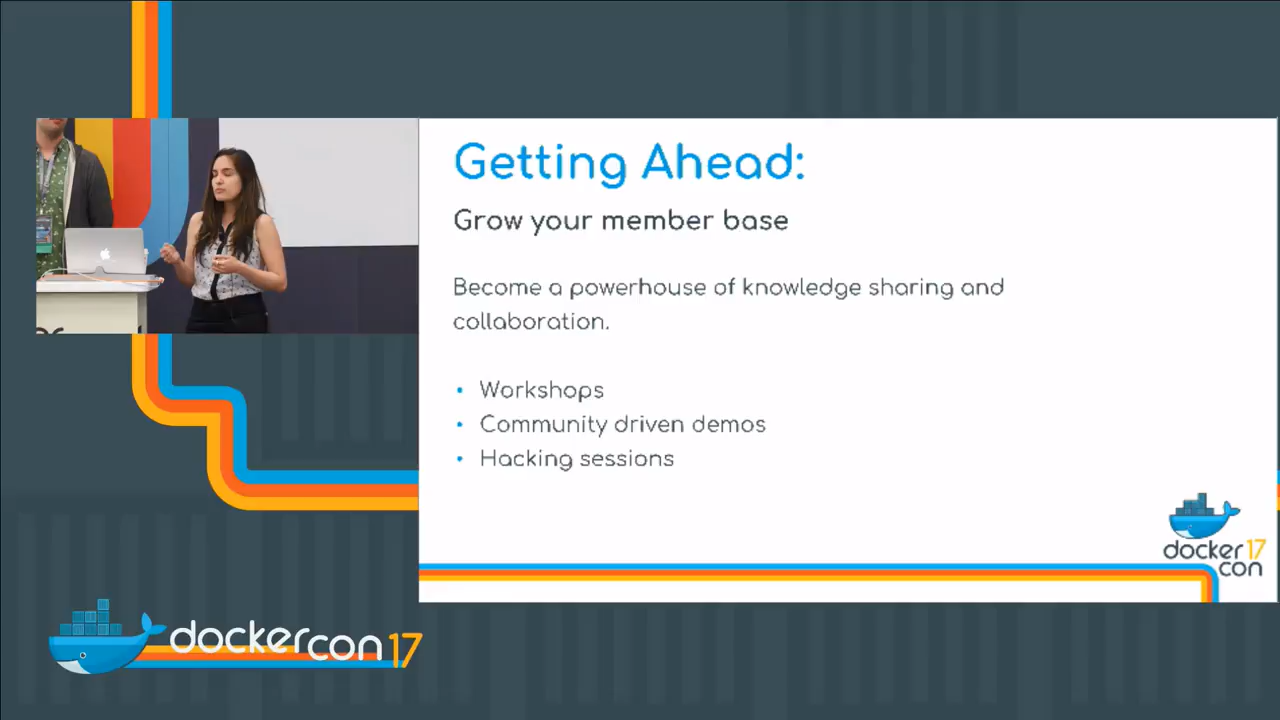 Getting Ahead:
Grow your member base
Become a powerhouse of knowledge sharing and
collaboration.
• Workshops
• Community driven demos
• Hacking sessions
docker 17
con
dockercon 17